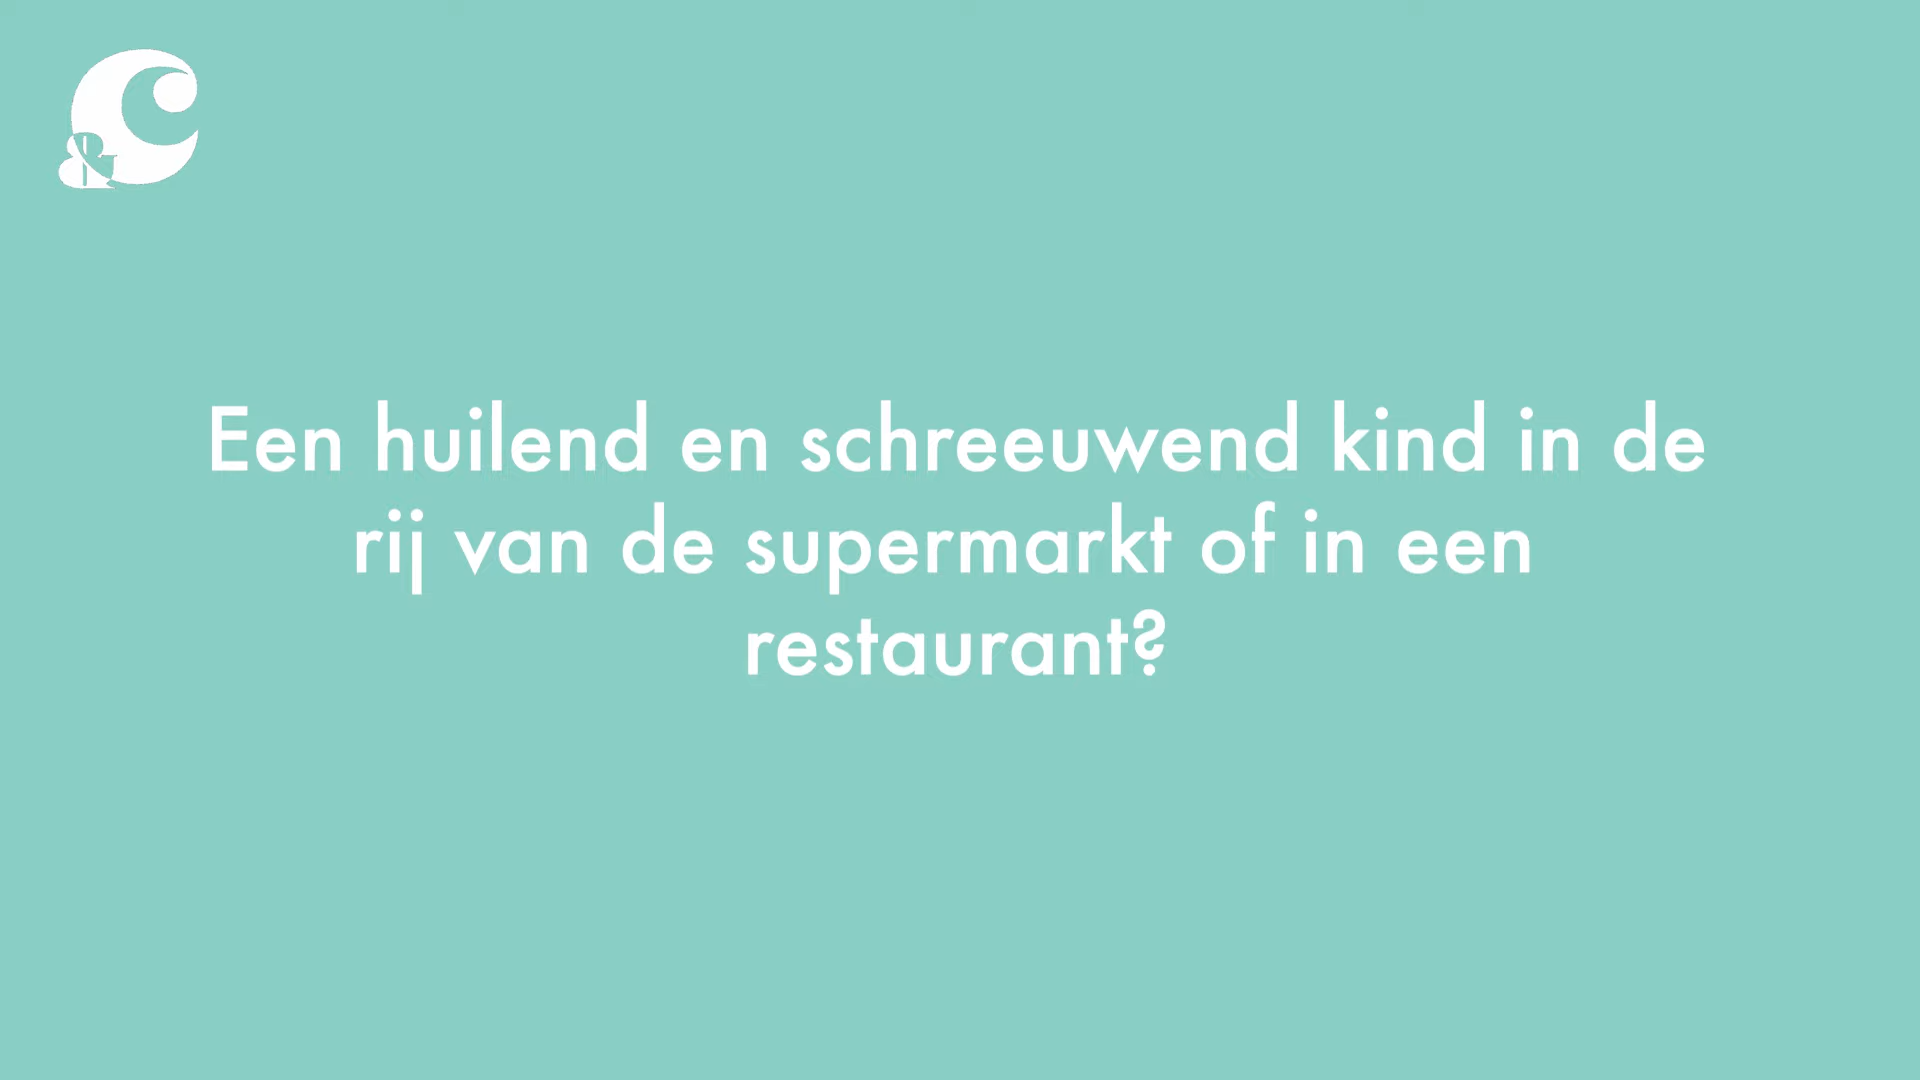 &C
Een huilend en schreeuwend kind in de
rij van de supermarkt of in een
restaurant?